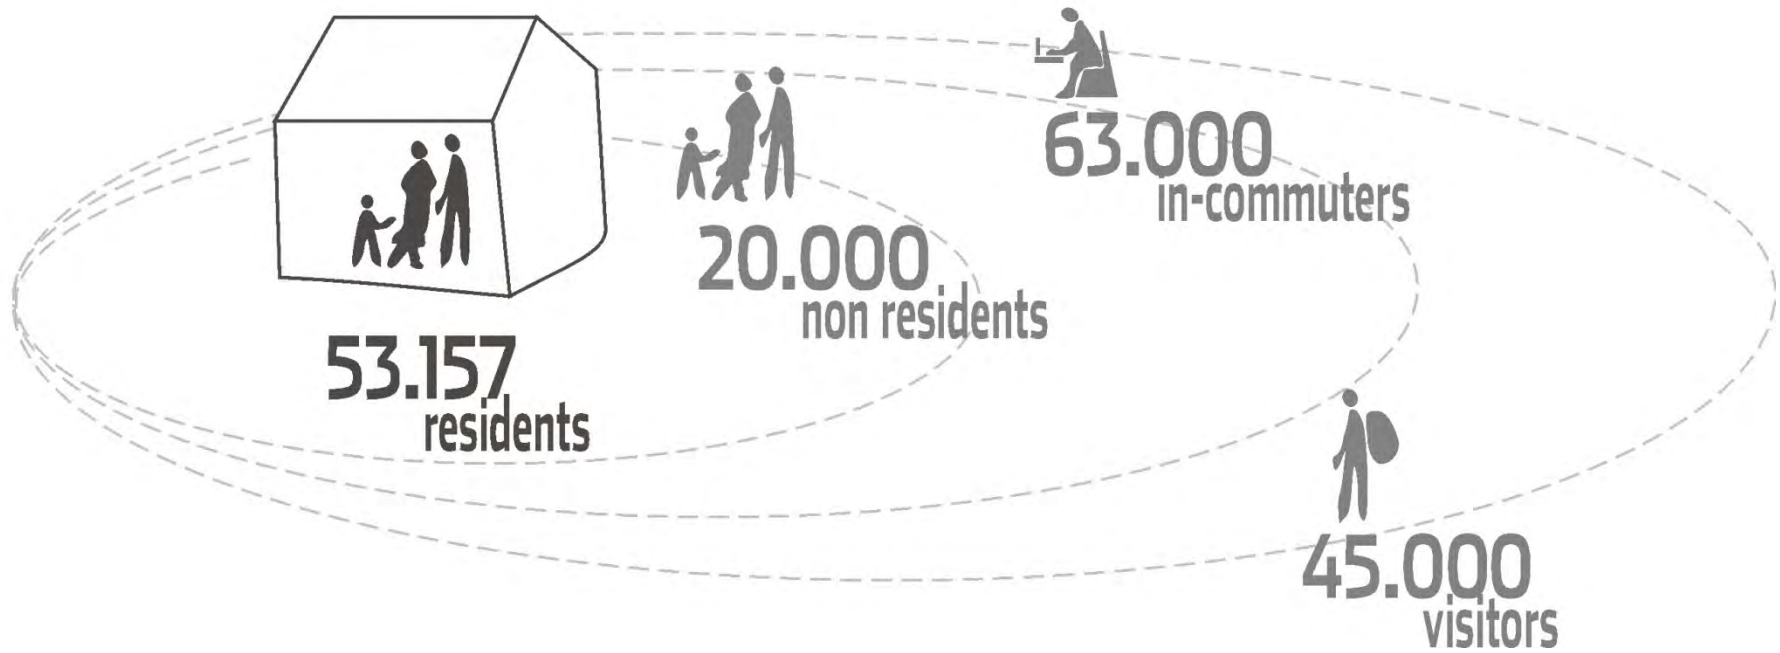 53.157
residents
20.000
non residents
63.000
in-commuters
45.000
visitors